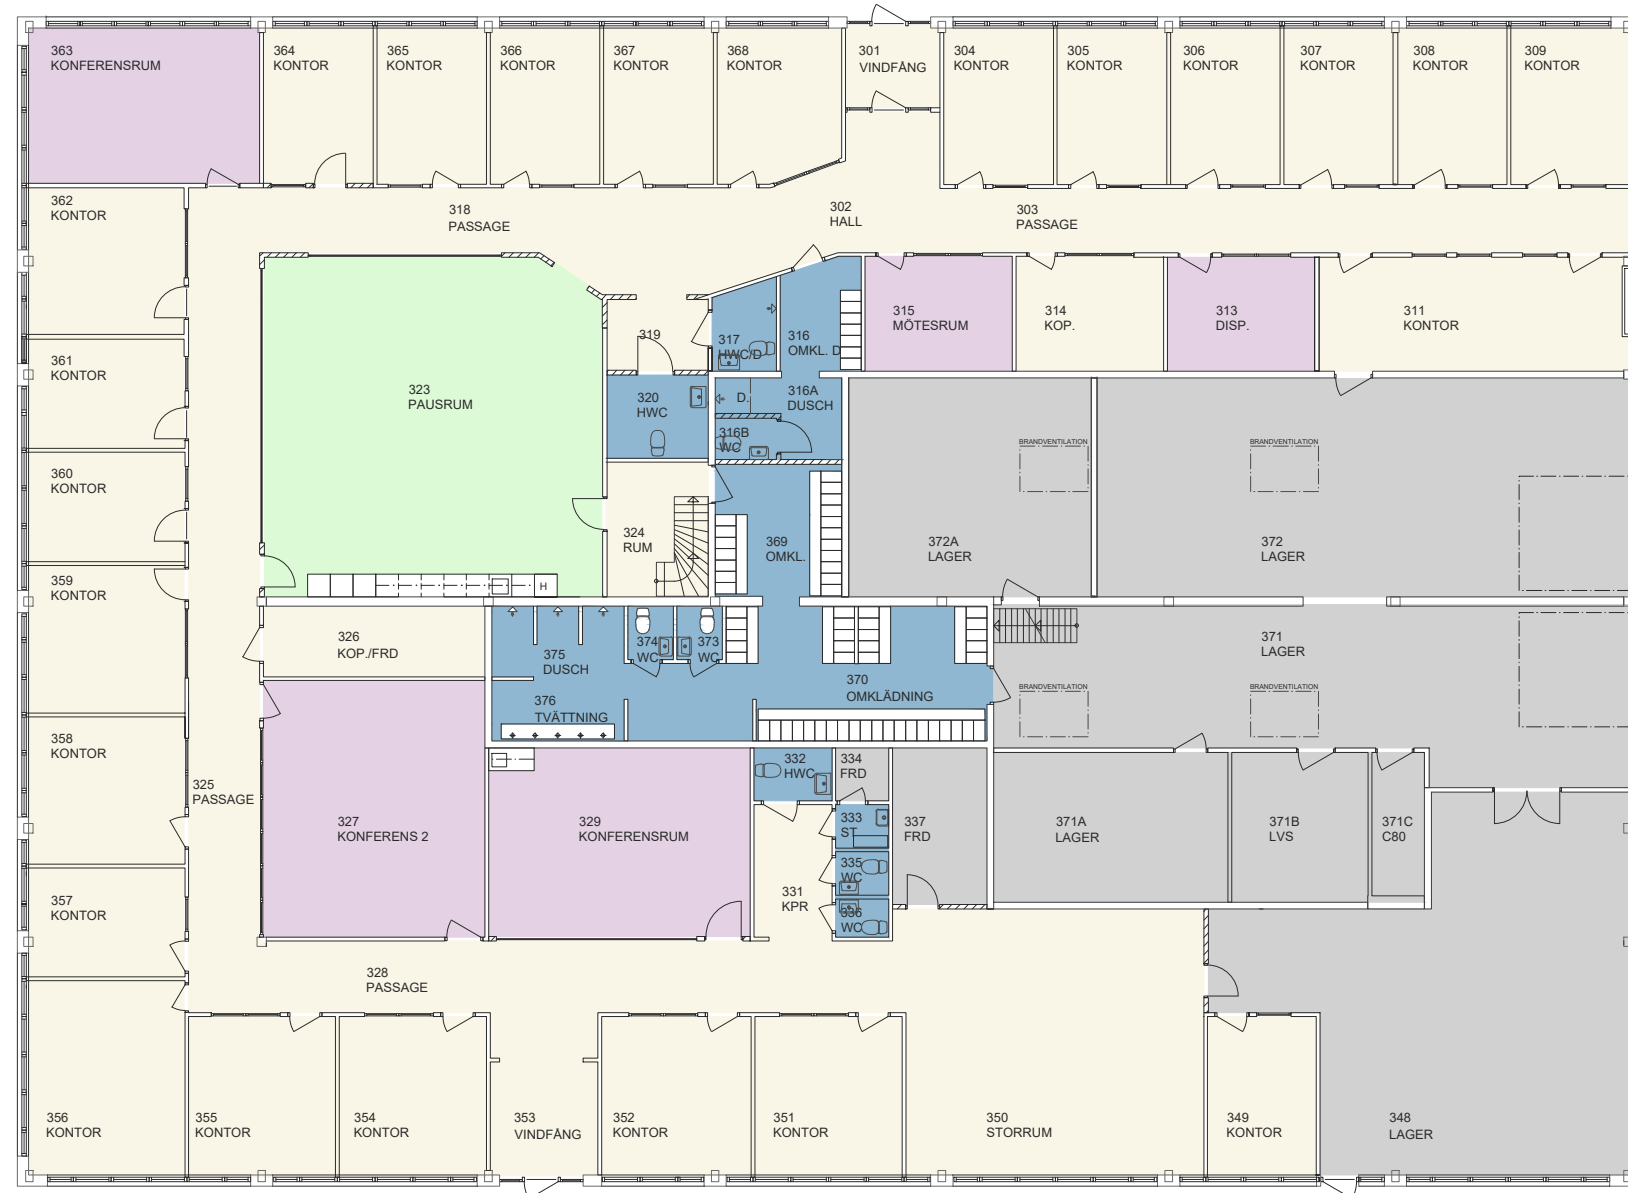 363
KONFERENSRUM
364
KONTOR
365
KONTOR
366
KONTOR
367
KONTOR
368
KONTOR
301
VINDFÅNG
304
KONTOR
305
KONTOR
306
KONTOR
307
KONTOR
308
KONTOR
309
KONTOR
362
KONTOR
318
PASSAGE
302
HALL
303
PASSAGE
361
KONTOR
323
PAUSRUM
319
317
HWC/D
316
OMKL. D
315
MÖTESRUM
314
KOP.
313
DISP.
311
KONTOR
320
HWC
D.
316A
DUSCH
316B
WC
BRANDVENTILATION
BRANDVENTILATION
360
KONTOR
324
RUM
369
OMKL.
372A
LAGER
372
LAGER
359
KONTOR
H
326
KOP./FRD
375
DUSCH
374
WC
373
WC
371
LAGER
376
TVÄTTNING
370
OMKLÄDNING
BRANDVENTILATION
BRANDVENTILATION
358
KONTOR
325
PASSAGE
327
KONFERENS 2
329
KONFERENSRUM
332
HWC
334
FRD
333
ST
337
FRD
371A
LAGER
371B
LVS
371C
C80
335
WC
331
KPR
336
WC
357
KONTOR
328
PASSAGE
356
KONTOR
355
KONTOR
354
KONTOR
353
VINDFÅNG
352
KONTOR
351
KONTOR
350
STORRUM
349
KONTOR
348
LAGER